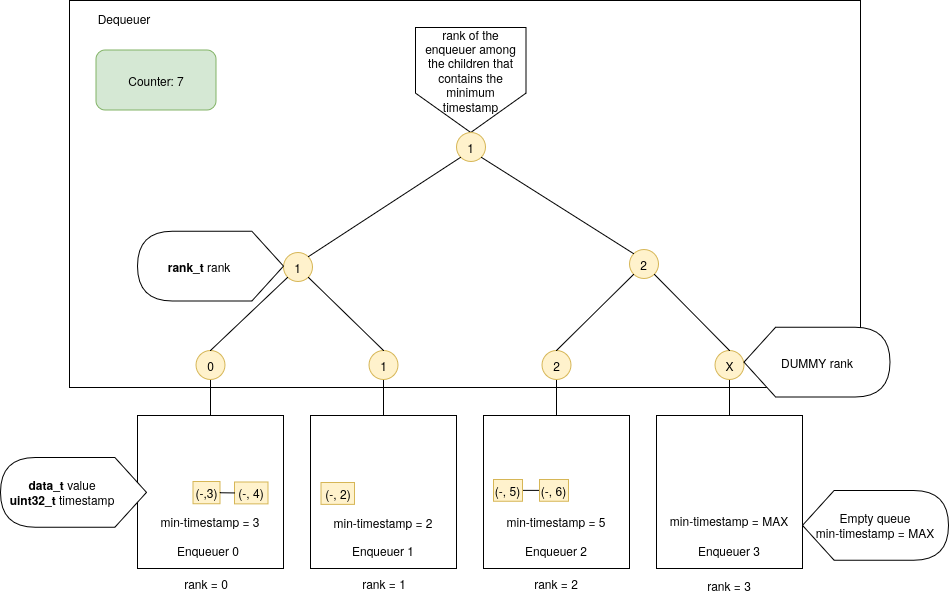 Dequeuer
Counter: 7
rank of the
enqueuer among
the children that
contains the
minimum
timestamp
1
rank_t rank
1
2
0
1
2
X
DUMMY rank
data_t value
uint32_t timestamp
(-,3)
(-, 4)
min-timestamp = 3
Enqueuer 0
rank = 0
(-, 2)
min-timestamp = 2
Enqueuer 1
rank = 1
(-, 5)
(-, 6)
min-timestamp = 5
Enqueuer 2
rank = 2
min-timestamp = MAX
Enqueuer 3
rank = 3
Empty queue
min-timestamp = MAX